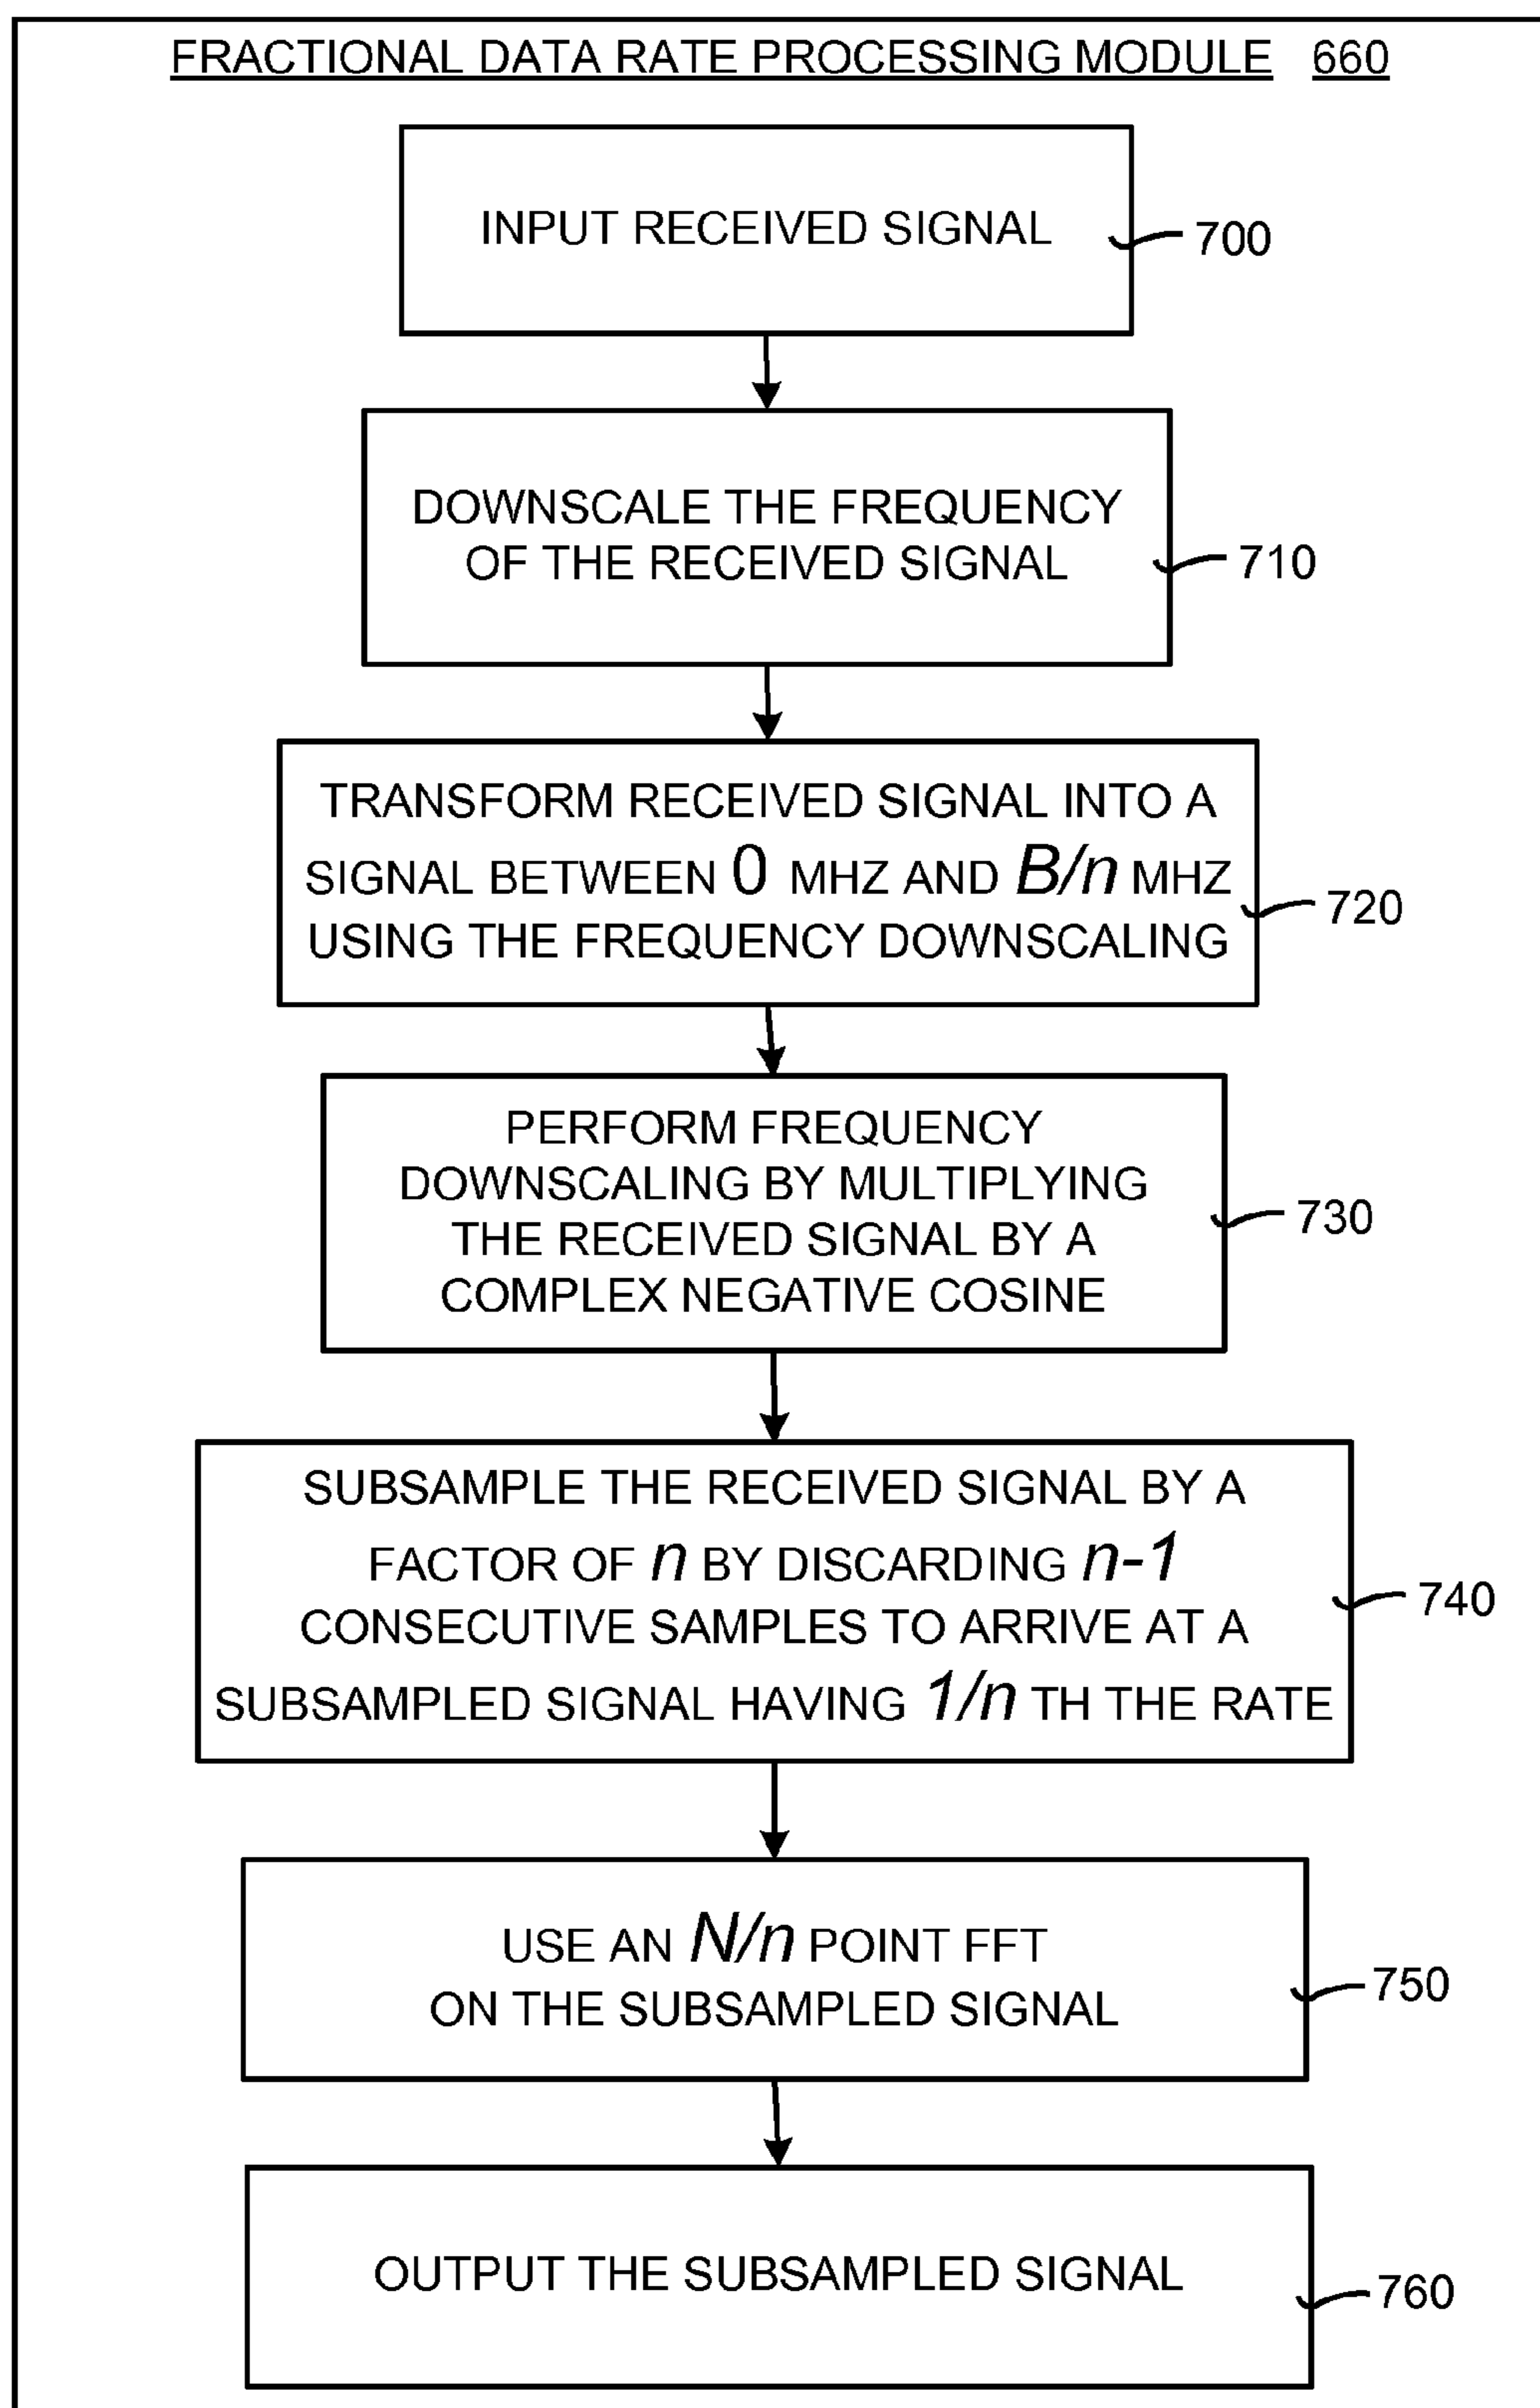 FRACTIONAL DATA RATE PROCESSING MODULE 660
INPUT RECEIVED SIGNAL
700
DOWNSCALE THE FREQUENCY
OF THE RECEIVED SIGNAL
710
TRANSFORM RECEIVED SIGNAL INTO A
SIGNAL BETWEEN 0 MHZ AND B/n MHZ
USING THE FREQUENCY DOWNSCALING
720
PERFORM FREQUENCY
DOWNSCALING BY MULTIPLYING
THE RECEIVED SIGNAL BY A
COMPLEX NEGATIVE COSINE
730
SUBSAMPLE THE RECEIVED SIGNAL BY A
FACTOR OF n BY DISCARDING n-1
CONSECUTIVE SAMPLES TO ARRIVE AT A
SUBSAMPLED SIGNAL HAVING 1/n TH THE RATE
740
USE AN N/n POINT FFT
ON THE SUBSAMPLED SIGNAL
750
OUTPUT THE SUBSAMPLED SIGNAL
760